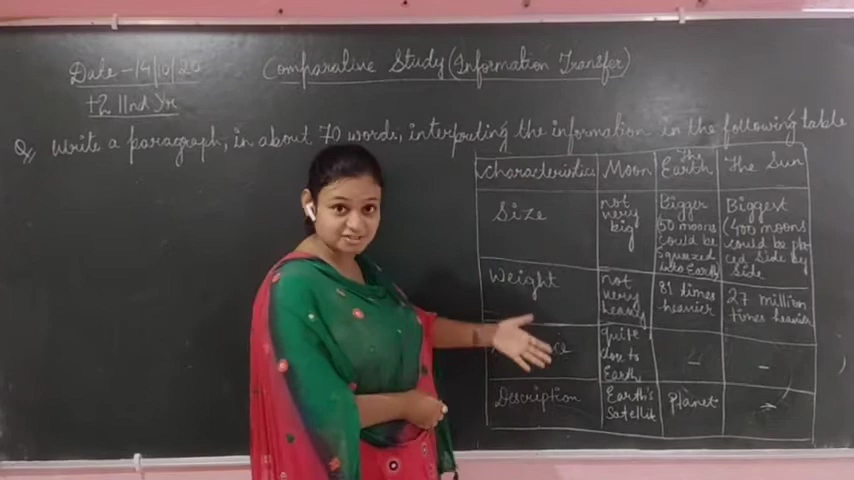 Date - 14/10/20
+2 IInd Yr
Comparative Study (Information Transfer)
Q// Write a paragraph, in about 70 words, interpreting the information in the following table
Characteristics Moon The Earth The Sun
Size
not
very
big
Bigger
(50 moons
could be
squeezed
into Earth
Biggest
(400 moons
could be pla
ced side by
side
Weight
not
very
heavy
81 times
heavier
27 million
times heavier
quite
close to
Earth
-
-
Description
Earth's
Satellite
Planet